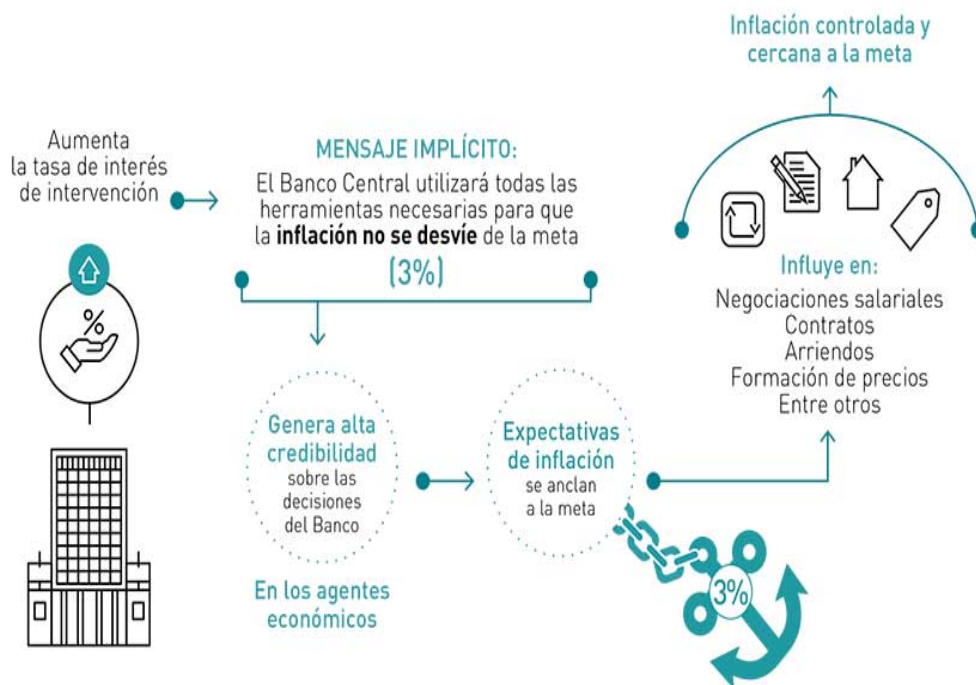 Aumenta
la tasa de interés
de intervención
MENSAJE IMPLÍCITO:
El Banco Central utilizará todas las
herramientas necesarias para que
la inflación no se desvíe de la meta
(3%)
Genera alta
credibilidad
sobre las
decisiones
del Banco
En los agentes
económicos
Expectativas
de inflación
se anclan
a la meta
3%
Influye en:
Negociaciones salariales
Contratos
Arriendos
Formación de precios
Entre otros
Inflación controlada y
cercana a la meta
%